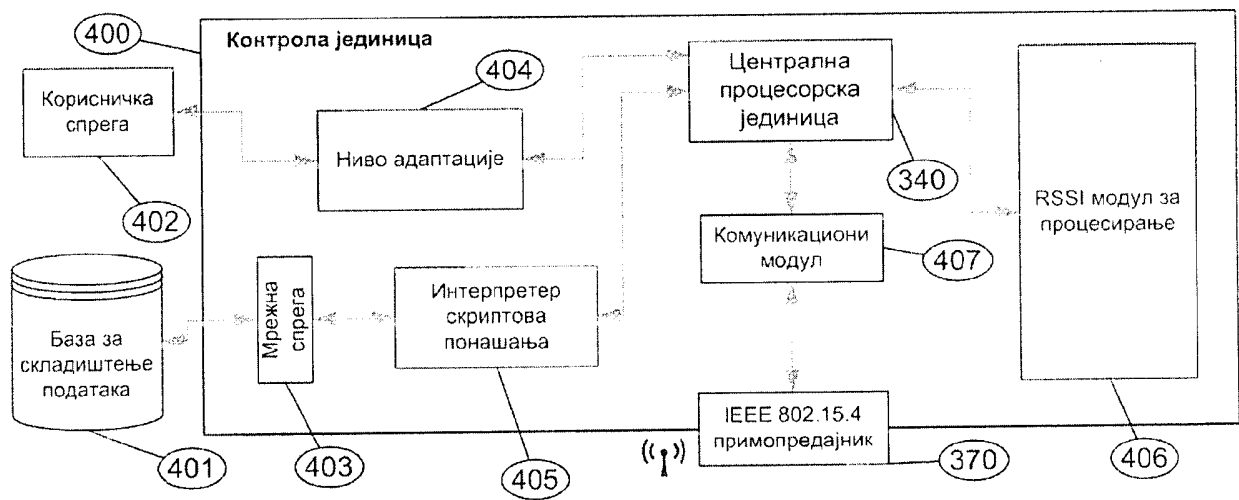 400
Контрола јединица
404
Корисничка
спрега
402
Ниво адаптације
Централна
процесорска
јединица
340
RSSI модул за
процесирање
Комуникациони
модул
407
База за
складиштење
података
401
Мрежна
спрега
403
Интерпретер
скриптова
понашања
405
IEEE 802.15.4
примопредајник
370
406